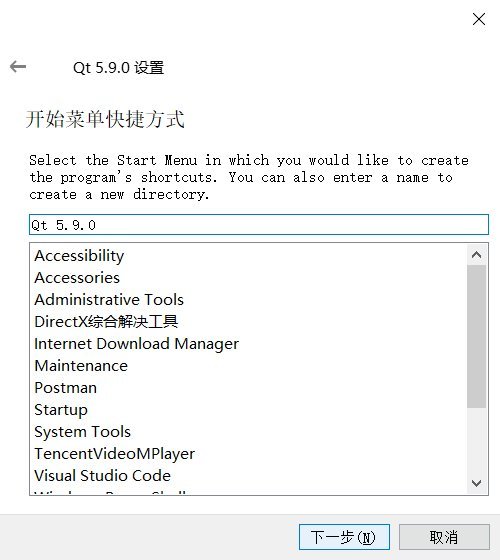 Qt 5.9.0 设置
开始菜单快捷方式
Select the Start Menu in which you would like to create
the program's shortcuts. You can also enter a name to
create a new directory.
Qt 5.9.0
Accessibility
Accessories
Administrative Tools
DirectX综合解决工具
Internet Download Manager
Maintenance
Postman
Startup
System Tools
TencentVideoMPlayer
Visual Studio Code
下一步(N)
取消